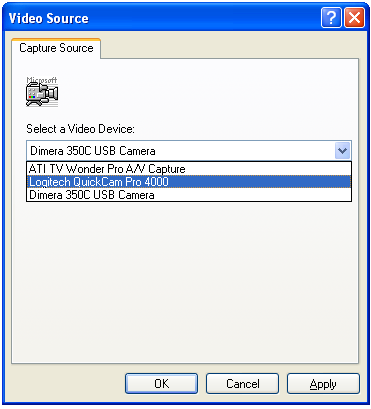 Video Source
?
Capture Source
Microsoft
Select a Video Device:
Dimera 350C USB Camera
ATI TV Wonder Pro A/V Capture
Logitech QuickCam Pro 4000
Dimera 350C USB Camera
OK
Cancel
Apply